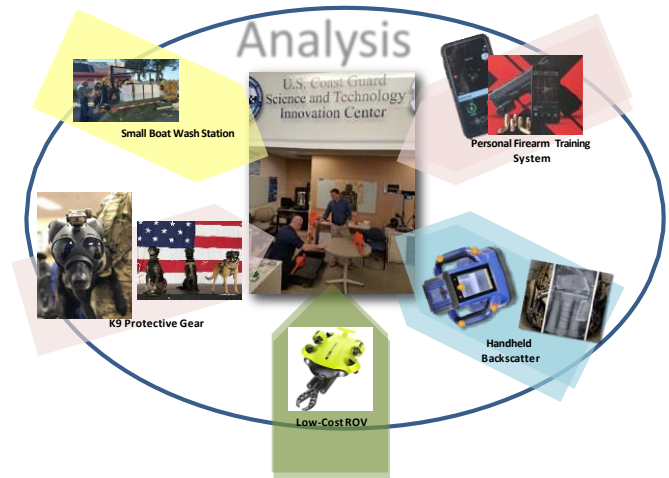 Analysis
U.S. Coast Guard
Science and Technology
Innovation Center
Small Boat Wash Station
Personal Firearm Training
System
K9 Protective Gear
Handheld
Backscatter
Low-Cost ROV